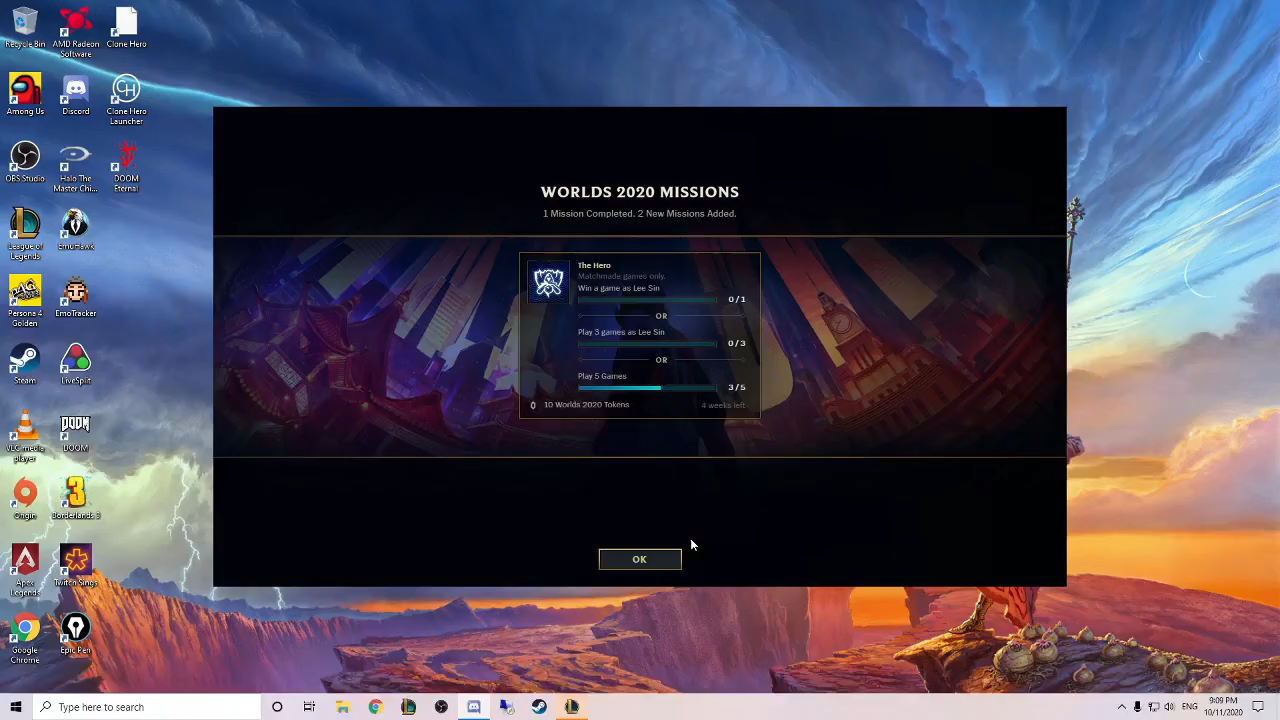 Recycle Bin
AMD Radeon
Software
Clone Hero
Among Us
Discord
Clone Hero
Launcher
OBS Studio
Halo The
Master Chi...
DOOM
Eternal
League of
Legends
EmuHawk
Persona 4
Golden
EmoTracker
Steam
LiveSplit
VLC media
player
DOOM
Origin
Borderlands 3
Apex
Legends
Twitch Sings
Google
Chrome
Epic Pen
WORLDS 2020 MISSIONS
1 Mission Completed. 2 New Missions Added.
The Hero
Matchmade games only.
Win a game as Lee Sin
0/1
OR
Play 3 games as Lee Sin
0/3
OR
Play 5 Games
3/5
10 Worlds 2020 Tokens
4 weeks left
OK
Type here to search
ENG
9:09 PM
10/11/2020